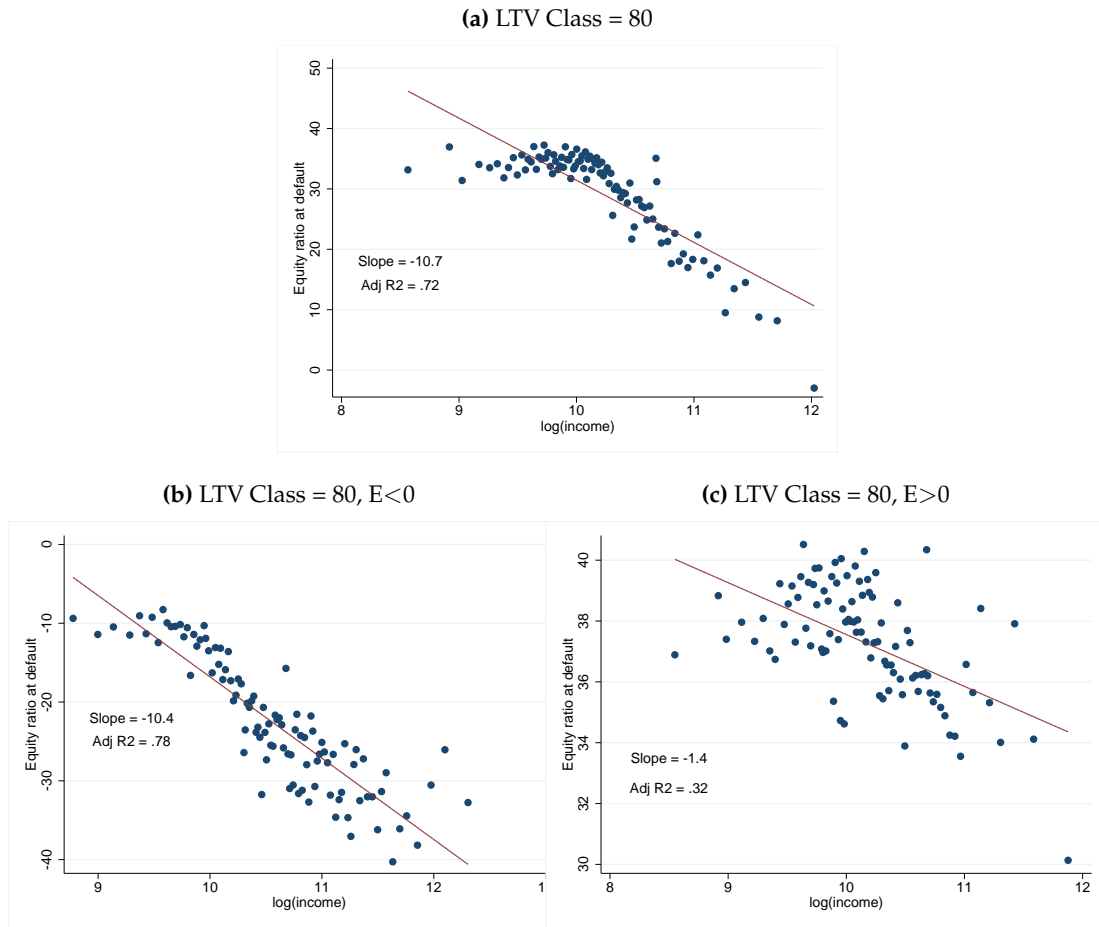 (a) LTV Class = 80
50
40
30
20
10
0
Equity ratio at default
Slope = -10.7
Adj R2 = .72
8 9 10 11 12
log(income)
(b) LTV Class = 80, E<0
0
-10
-20
-30
-40
Equity ratio at default
Slope = -10.4
Adj R2 = .78
9 10 11 12 1
log(income)
(c) LTV Class = 80, E>0
40
38
36
34
32
30
Equity ratio at default
Slope = -1.4
Adj R2 = .32
8 9 10 11 12
log(income)